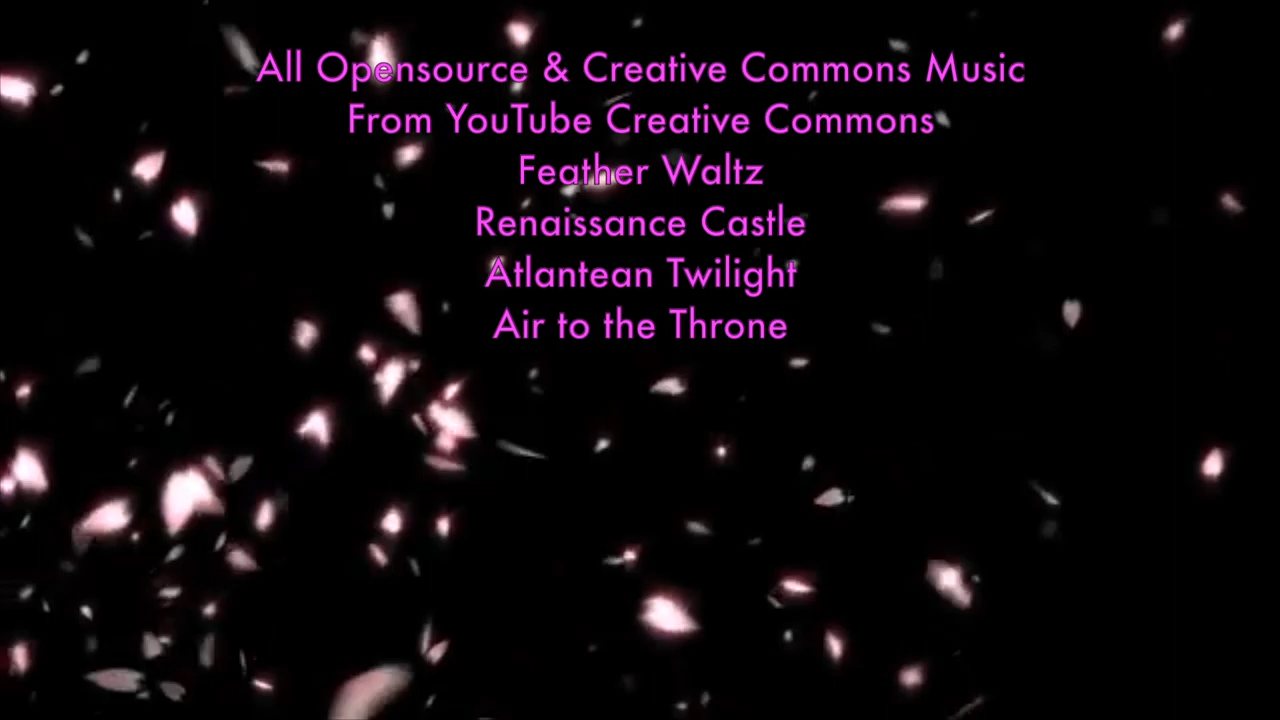 All Opensource & Creative Commons Music
From YouTube Creative Commons
Feather Waltz
Renaissance Castle
Atlantean Twilight
Air to the Throne